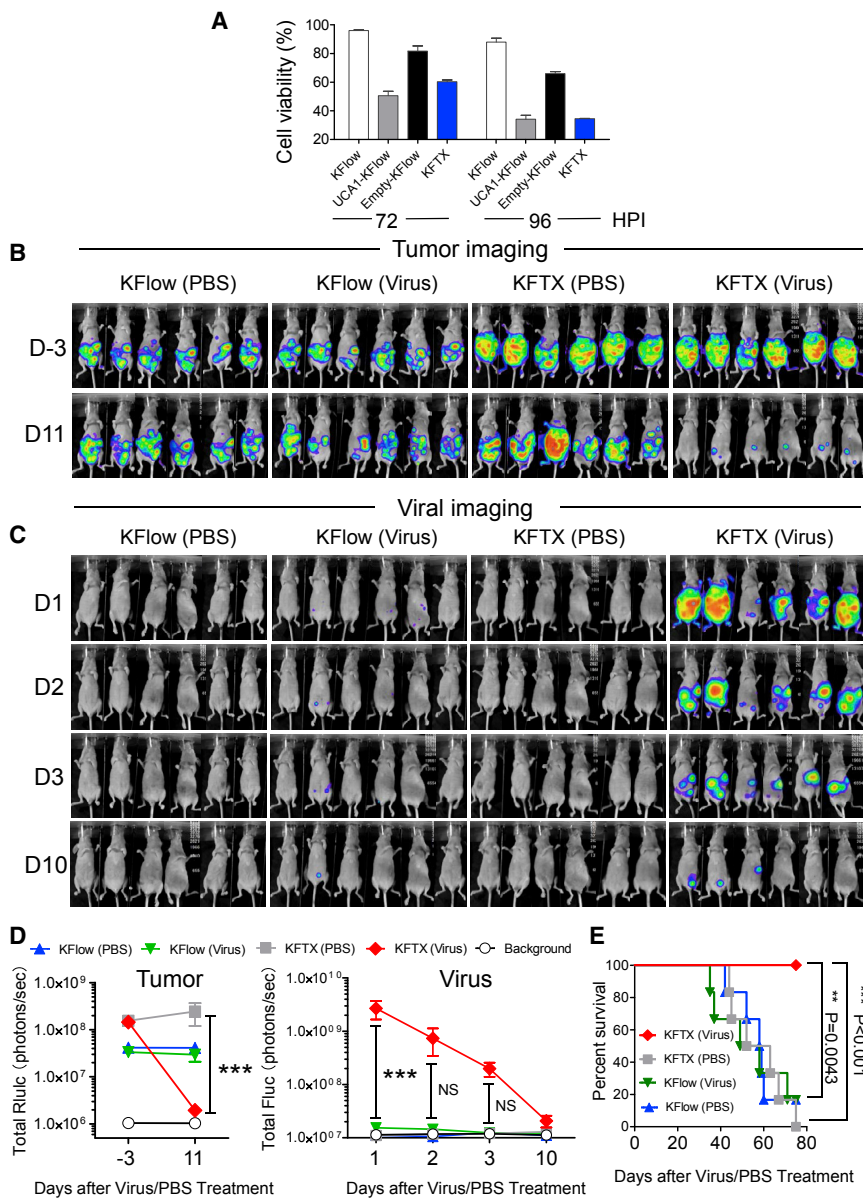 A
Cell viability (%)
100
80
60
40
20
KFlow
UCA1-KFlow
Empty-KFlow
KFTX
KFlow
UCA1-KFlow
Empty-KFlow
KFTX
72
96
HPI
B
Tumor imaging
KFlow (PBS)
KFlow (Virus)
KFTX (PBS)
KFTX (Virus)
D-3
D11
Viral imaging
C
KFlow (PBS)
KFlow (Virus)
KFTX (PBS)
KFTX (Virus)
D1
D2
D3
D10
D
KFlow (PBS)
KFlow (Virus)
KFTX (PBS)
KFTX (Virus)
Background
Tumor
Total Rlulc (photons/sec)
1.0×10⁹
1.0×10⁸
1.0×10⁷
1.0×10⁶
***
-3
11
Days after Virus/PBS Treatment
Virus
Total Fluc (photons/sec)
1.0×10¹⁰
1.0×10⁰⁹
1.0×10⁰⁸
1.0×10⁰⁷
***
NS
NS
1
2
3
10
Days after Virus/PBS Treatment
E
Percent survival
100
80
60
40
20
0
KFTX (Virus)
KFTX (PBS)
KFlow (Virus)
KFlow (PBS)
0
20
40
60
80
Days after Virus/PBS Treatment
** P=0.0043
*** P<0.001